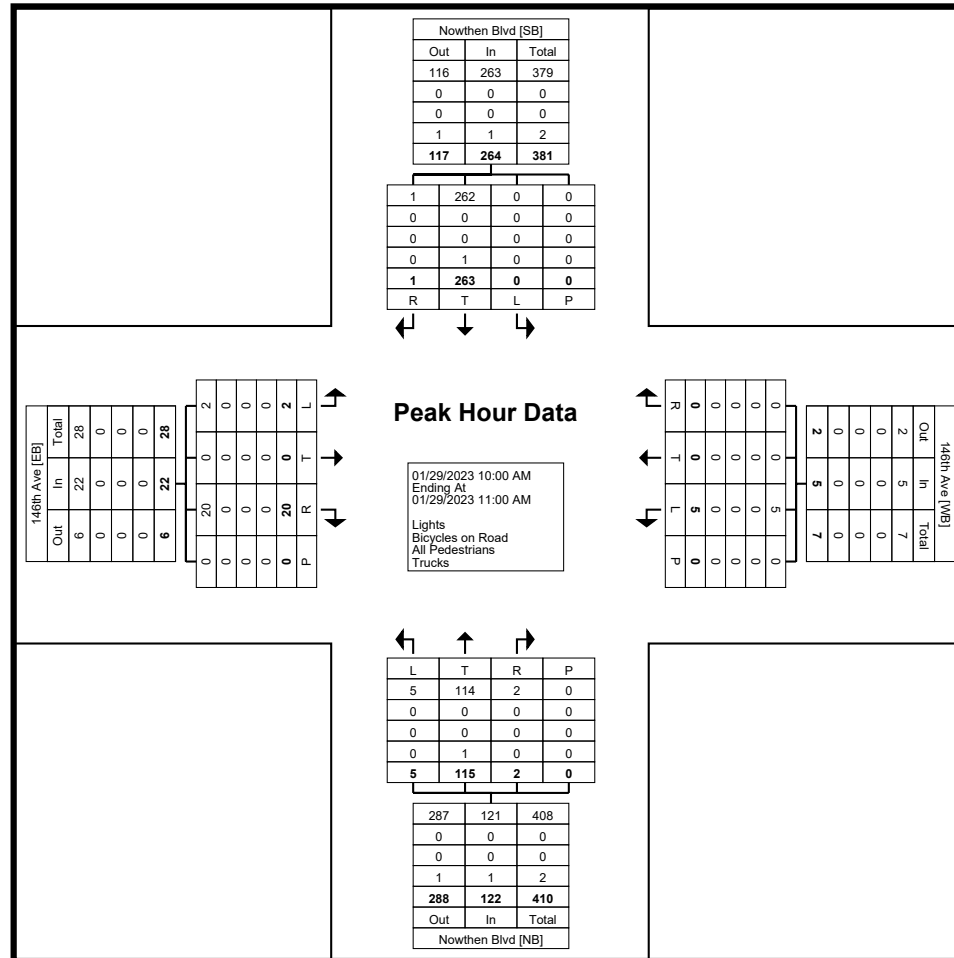 Nowthen Blvd [SB]
Out In Total
116 263 379
0 0 0
0 0 0
1 1 2
117 264 381
1 262 0 0
0 0 0 0
0 0 0 0
0 1 0 0
1 263 0 0
R T L P
146th Ave [EB]
Total In Out
28 22 6
0 0 0
0 0 0
0 0 0
28 22 6
2 0 20 0
0 0 0 0
0 0 0 0
0 0 0 0
2 0 20 0
L T R P
Peak Hour Data
01/29/2023 10:00 AM
Ending At
01/29/2023 11:00 AM
Lights
Bicycles on Road
All Pedestrians
Trucks
R T L P
0 0 5 0
0 0 0 0
0 0 0 0
0 0 0 0
0 0 5 0
146th Ave [WB]
Out In Total
2 5 7
0 0 0
0 0 0
0 0 0
2 5 7
L T R P
5 114 2 0
0 0 0 0
0 0 0 0
0 1 0 0
5 115 2 0
287 121 408
0 0 0
0 0 0
1 1 2
288 122 410
Out In Total
Nowthen Blvd [NB]